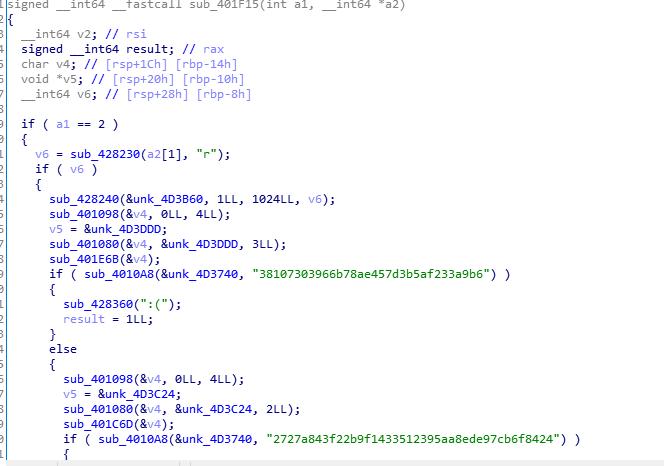 signed __int64 __fastcall sub_401F15(int a1, __int64 *a2)
{
__int64 v2; // rsi
signed __int64 result; // rax
char v4; // [rsp+1Ch] [rbp-14h]
void *v5; // [rsp+20h] [rbp-10h]
__int64 v6; // [rsp+28h] [rbp-8h]
if ( a1 == 2 )
{
v6 = sub_428230(a2[1], "r");
if ( v6 )
{
sub_428240(&unk_4D3B60, 1LL, 1024LL, v6);
sub_401098(&v4, 0LL, 4LL);
v5 = &unk_4D3DDD;
sub_401080(&v4, &unk_4D3DDD, 3LL);
sub_401E6B(&v4);
if ( sub_4010A8(&unk_4D3740, "38107303966b78ae457d3b5af233a9b6") )
{
sub_428360(":(");
result = 1LL;
}
else
{
sub_401098(&v4, 0LL, 4LL);
v5 = &unk_4D3C24;
sub_401080(&v4, &unk_4D3C24, 2LL);
sub_401C6D(&v4);
if ( sub_4010A8(&unk_4D3740, "2727a843f22b9f1433512395aa8ede97cb6f8424") )
{